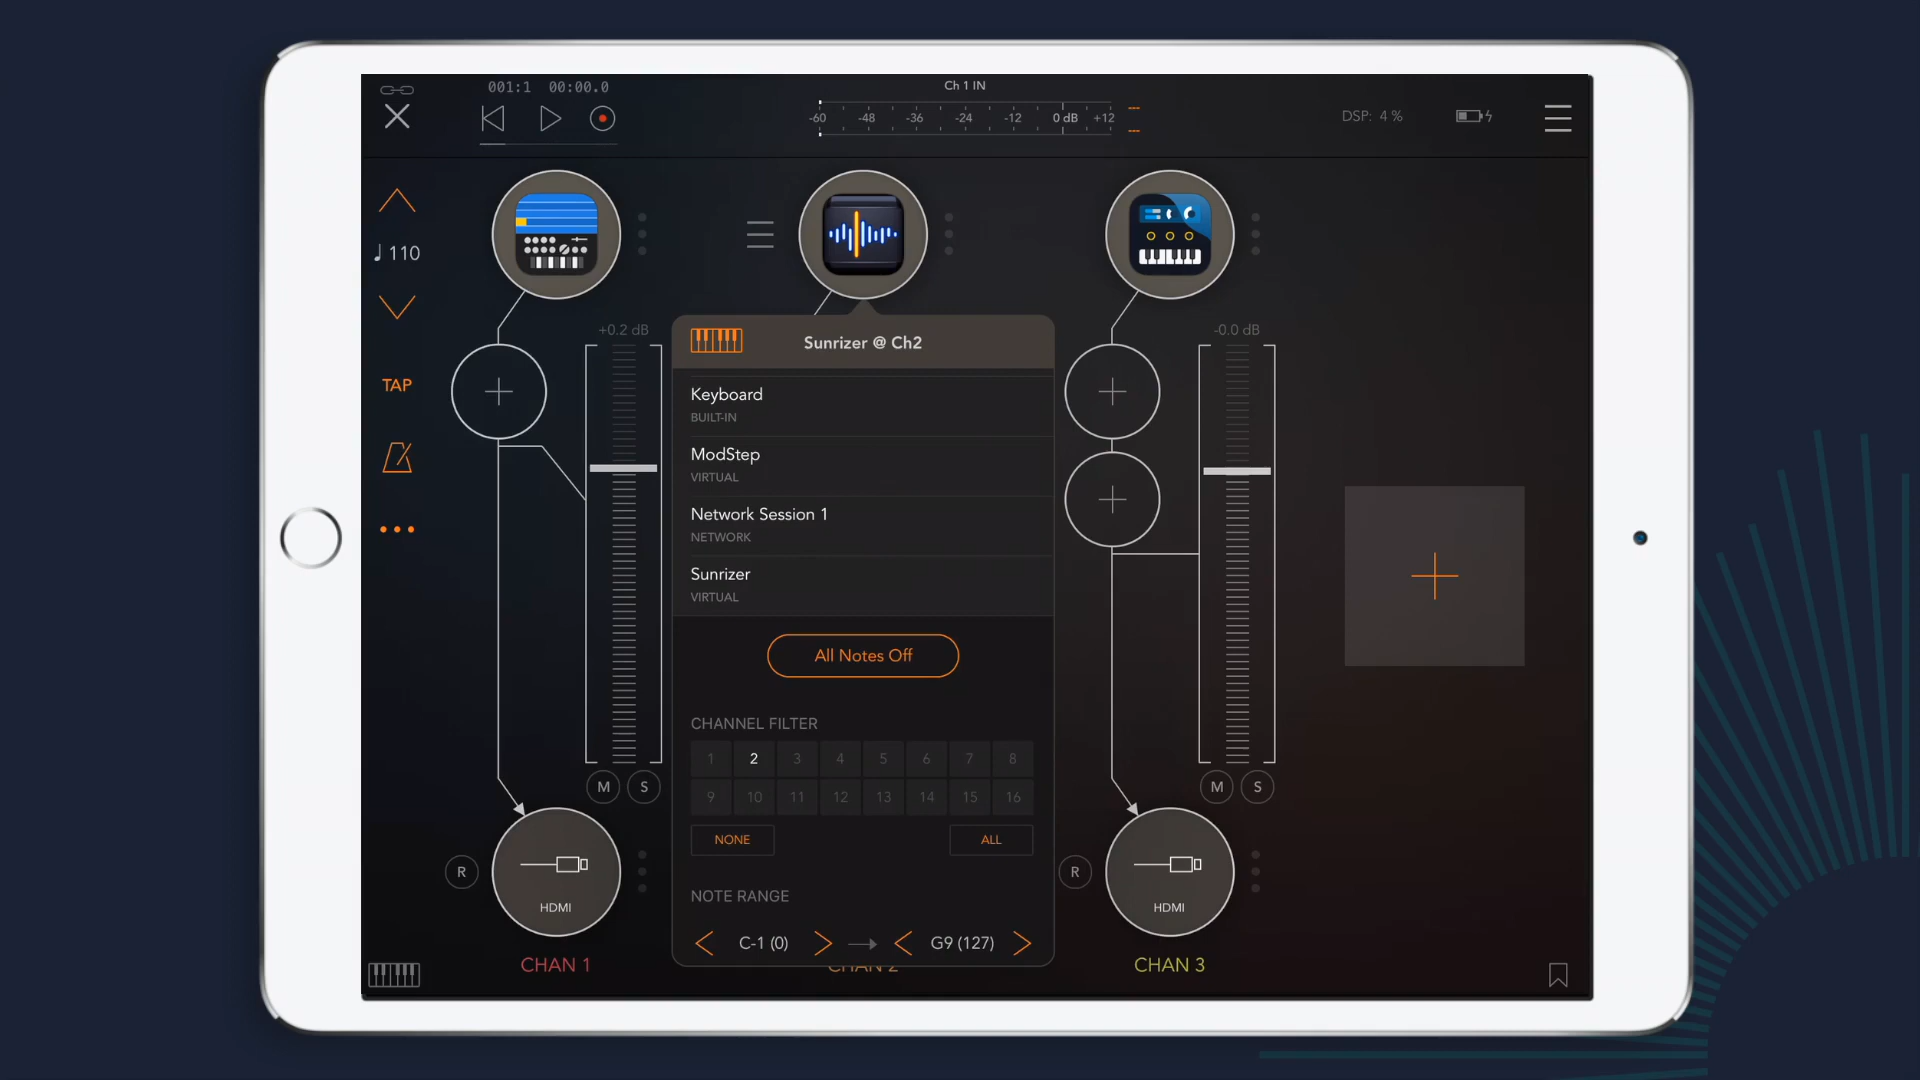 001:1 00:00.0
Ch 1 IN
-60 -48 -36 -24 -12 0 dB +12
DSP: 4 %
110
TAP
+0.2 dB
-0.0 dB
Sunrizer @ Ch2
Keyboard
BUILT-IN
ModStep
VIRTUAL
Network Session 1
NETWORK
Sunrizer
VIRTUAL
All Notes Off
CHANNEL FILTER
1 2 3 4 5 6 7 8
9 10 11 12 13 14 15 16
NONE ALL
NOTE RANGE
C-1 (0) G9 (127)
M S
M S
R
HDMI
R
HDMI
CHAN 1
CHAN 2
CHAN 3